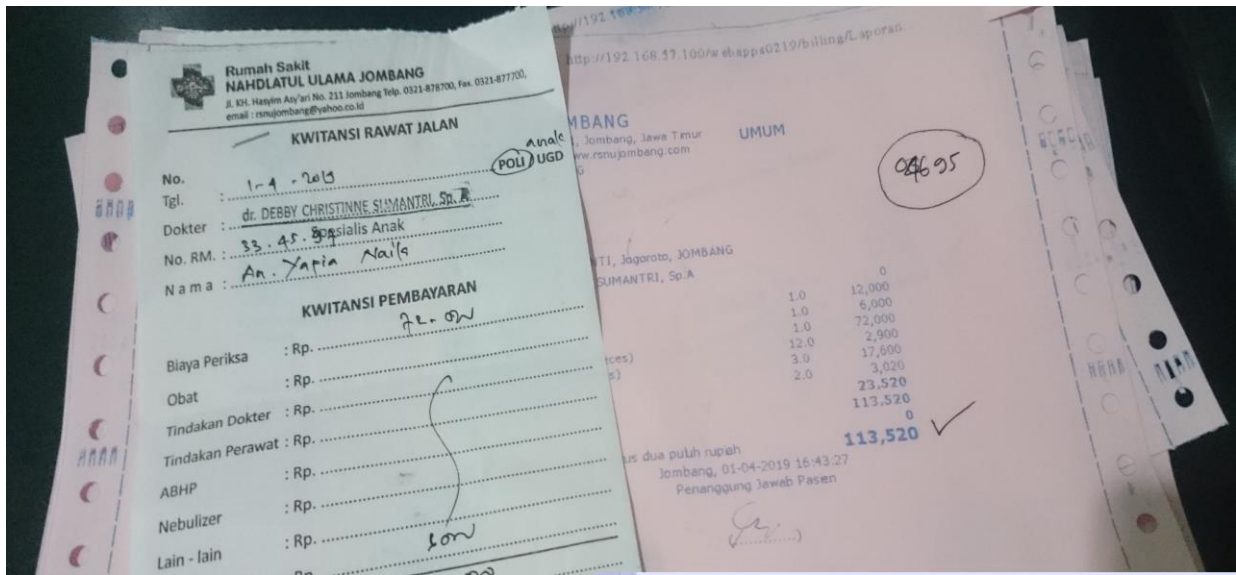 Rumah Sakit
NAHDLATUL ULAMA JOMBANG
Jl. KH. Hasyim Asy'ari No. 211 Jombang Telp. 0321-878700, Fax. 0321-877700,
email : rsnujombang@yahoo.co.id
KWITANSI RAWAT JALAN
anak
POLI / UGD
No.
Tgl. : 1-4-2019
Dokter : dr. DEBBY CHRISTINNE SUMANTRI, Sp. A
Spesialis Anak
No. RM. : 33.45.
Nama : An. Yapia Naila
KWITANSI PEMBAYARAN
Biaya Periksa : Rp.
Obat : Rp.
Tindakan Dokter : Rp.
Tindakan Perawat : Rp.
ABHP : Rp.
Nebulizer : Rp.
Lain - lain : Rp.
Rp
http://192.168.57.100/webapps0219/billing/Laporan
MBANG
, Jombang, Jawa Timur
UMUM
ww.rsnujombang.com
G
TI, Jogoroto, JOMBANG
SUMANTRI, Sp.A
0
1.0 12,000
1.0 6,000
1.0 72,000
12.0 2,900
ces) 3.0 17,600
s) 2.0 3,020
23,520
113,520
0
113,520
us dua puluh rupiah
Jombang, 01-04-2019 16:43:27
Penanggung Jawab Pasien